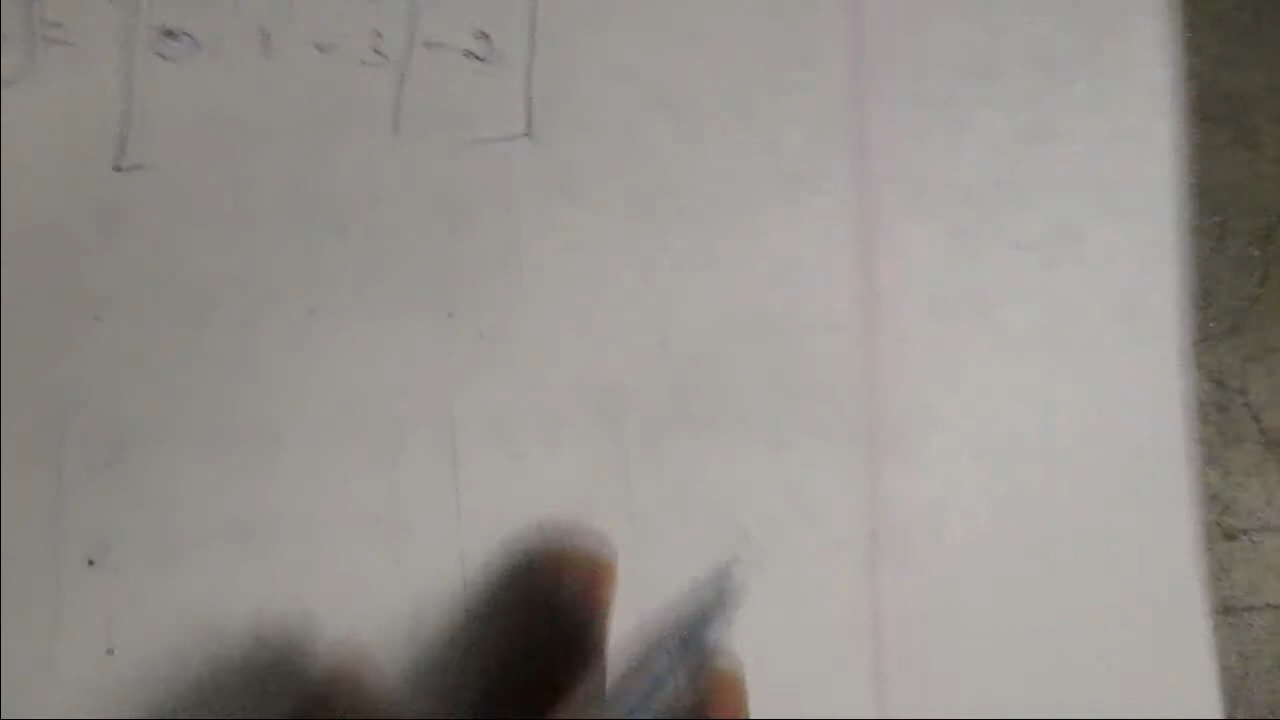 = [ 0 1 -3 | -2 ]